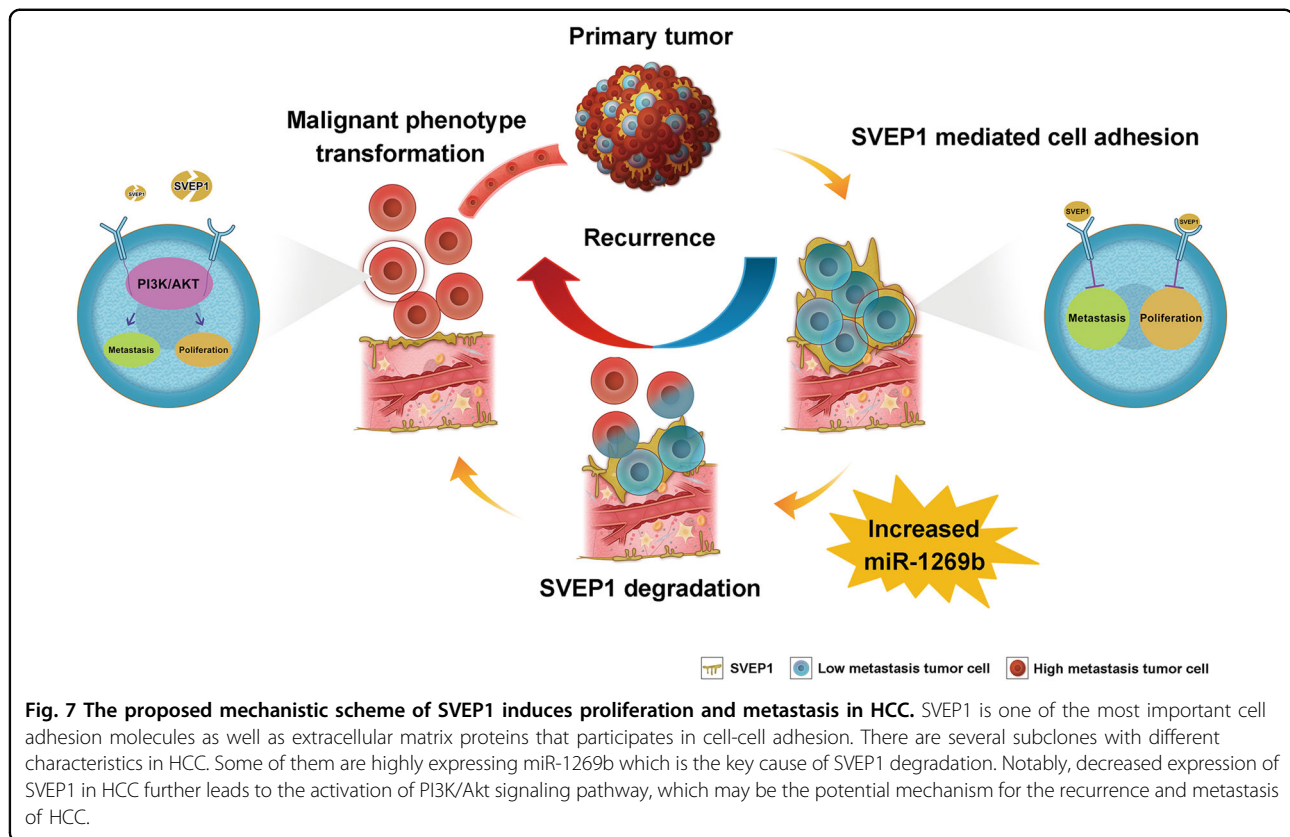 Primary tumor
Malignant phenotype
transformation
SVEP1 mediated cell adhesion
SVEP1
SVEP1
PI3K/AKT
Metastasis
Poliferation
Recurrence
SVEP1
SVEP1
Metastasis
Poliferation
SVEP1 degradation
Increased
miR-1269b
SVEP1
Low metastasis tumor cell
High metastasis tumor cell
Fig. 7 The proposed mechanistic scheme of SVEP1 induces proliferation and metastasis in HCC. SVEP1 is one of the most important cell
adhesion molecules as well as extracellular matrix proteins that participates in cell-cell adhesion. There are several subclones with different
characteristics in HCC. Some of them are highly expressing miR-1269b which is the key cause of SVEP1 degradation. Notably, decreased expression of
SVEP1 in HCC further leads to the activation of PI3K/Akt signaling pathway, which may be the potential mechanism for the recurrence and metastasis
of HCC.